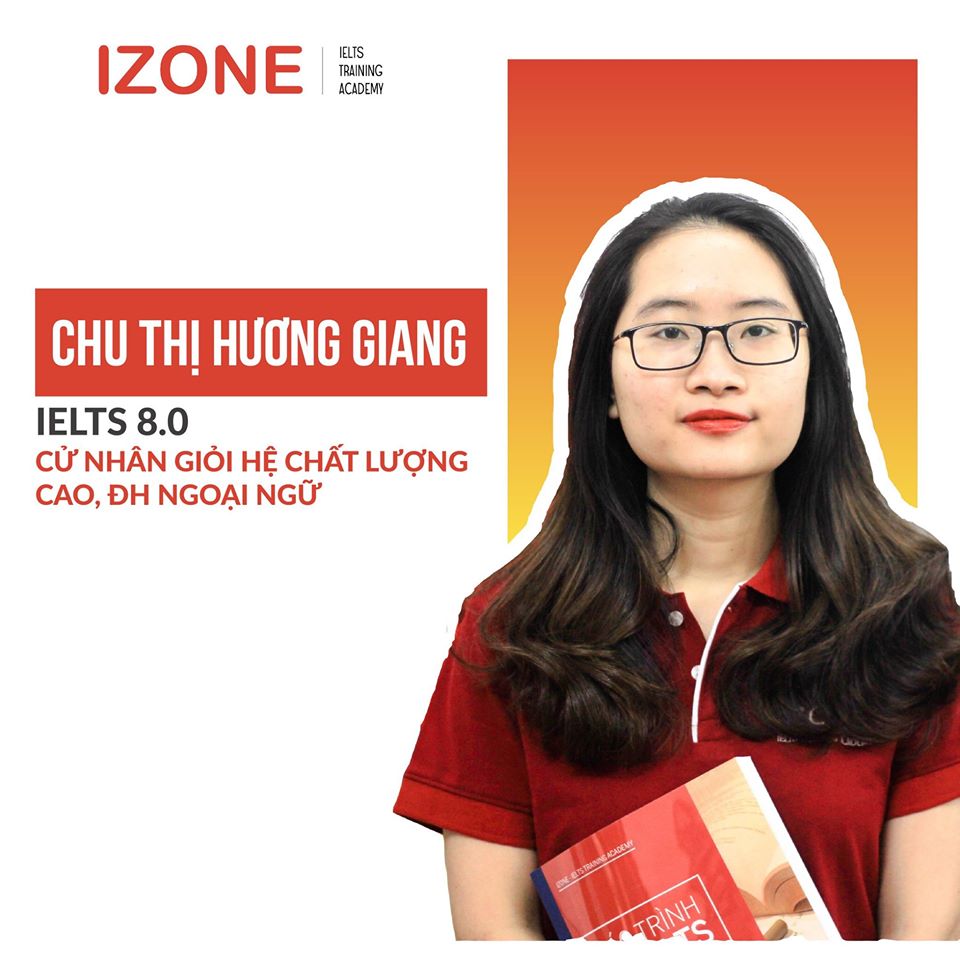 IZONE
IELTS
TRAINING
ACADEMY
CHU THỊ HƯƠNG GIANG
IELTS 8.0
CỬ NHÂN GIỎI HỆ CHẤT LƯỢNG
CAO, ĐH NGOẠI NGỮ
IZONE - IELTS TRAINING ACADEMY
TRÌNH